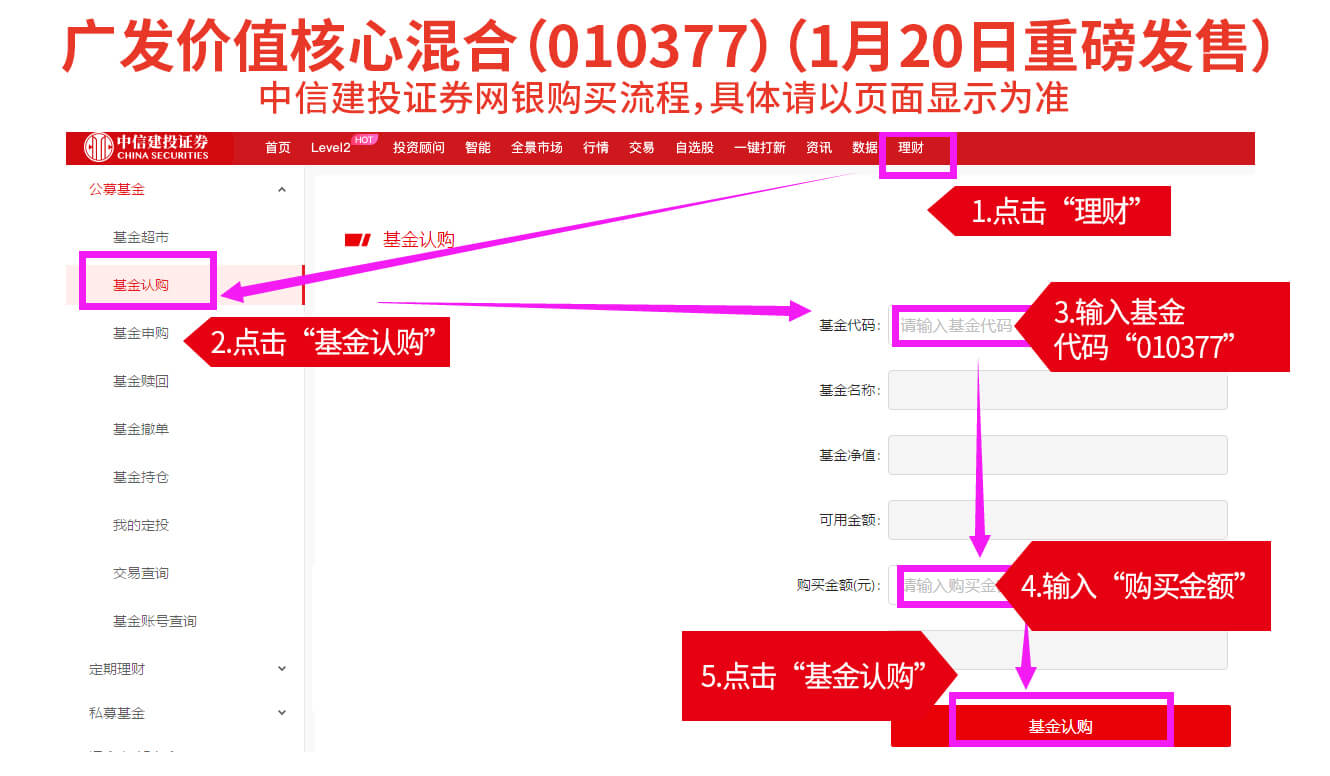 广发价值核心混合(010377)(1月20日重磅发售)
中信建投证券网银购买流程,具体请以页面显示为准
中信建投证券
CHINA SECURITIES
首页 Level2 HOT 投资顾问 智能 全景市场 行情 交易 自选股 一键打新 资讯 数据 理财
公募基金
1.点击“理财”
基金超市
基金认购
基金认购
基金申购
2.点击“基金认购”
基金代码:
请输入基金代码
3.输入基金
代码“010377”
基金赎回
基金名称:
基金撤单
基金净值:
基金持仓
可用金额:
我的定投
交易查询
购买金额(元):
请输入购买金
4.输入“购买金额”
基金账号查询
定期理财
5.点击“基金认购”
私募基金
基金认购